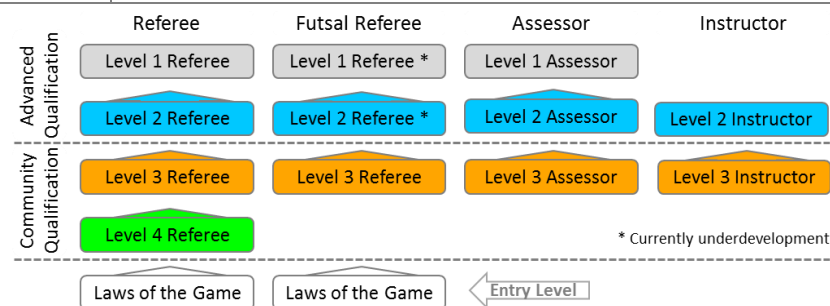 Referee Futsal Referee Assessor Instructor
Advanced
Qualification
Level 1 Referee Level 1 Referee * Level 1 Assessor
Level 2 Referee Level 2 Referee * Level 2 Assessor Level 2 Instructor
Community
Qualification
Level 3 Referee Level 3 Referee Level 3 Assessor Level 3 Instructor
Level 4 Referee
* Currently underdevelopment
Laws of the Game Laws of the Game Entry Level